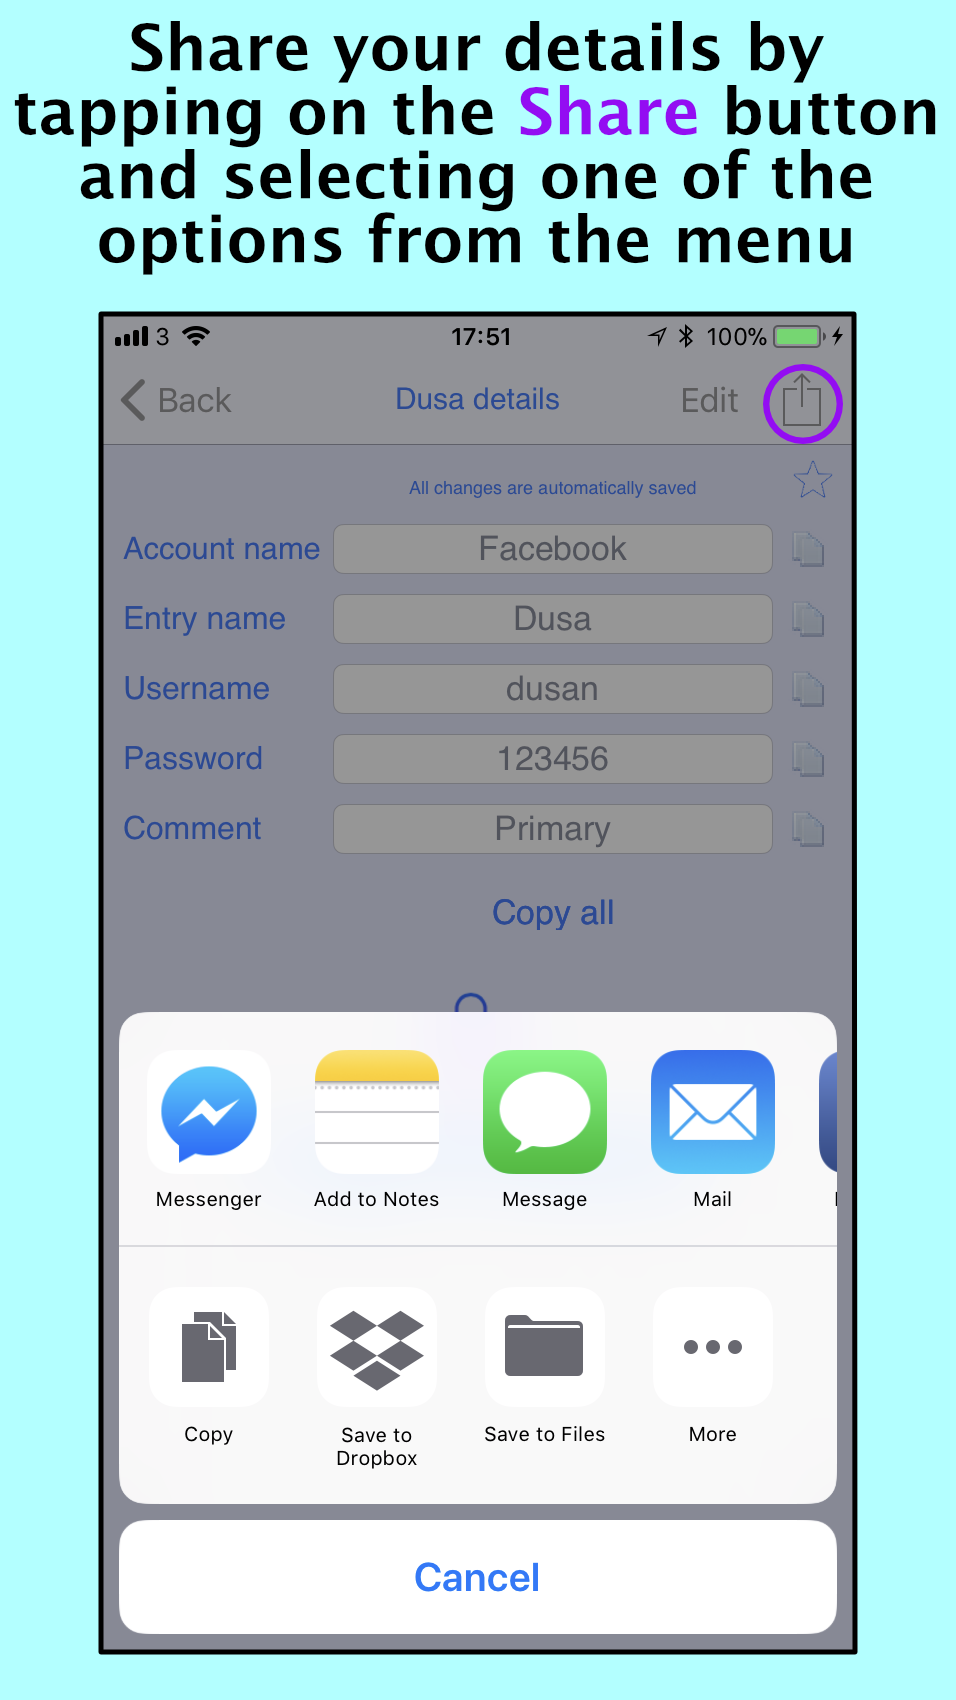 Share your details by
tapping on the Share button
and selecting one of the
options from the menu
3 17:51 100%
Back Dusa details Edit
All changes are automatically saved
Account name Facebook
Entry name Dusa
Username dusan
Password 123456
Comment Primary
Copy all
Messenger Add to Notes Message Mail
Copy Save to Dropbox Save to Files More
Cancel